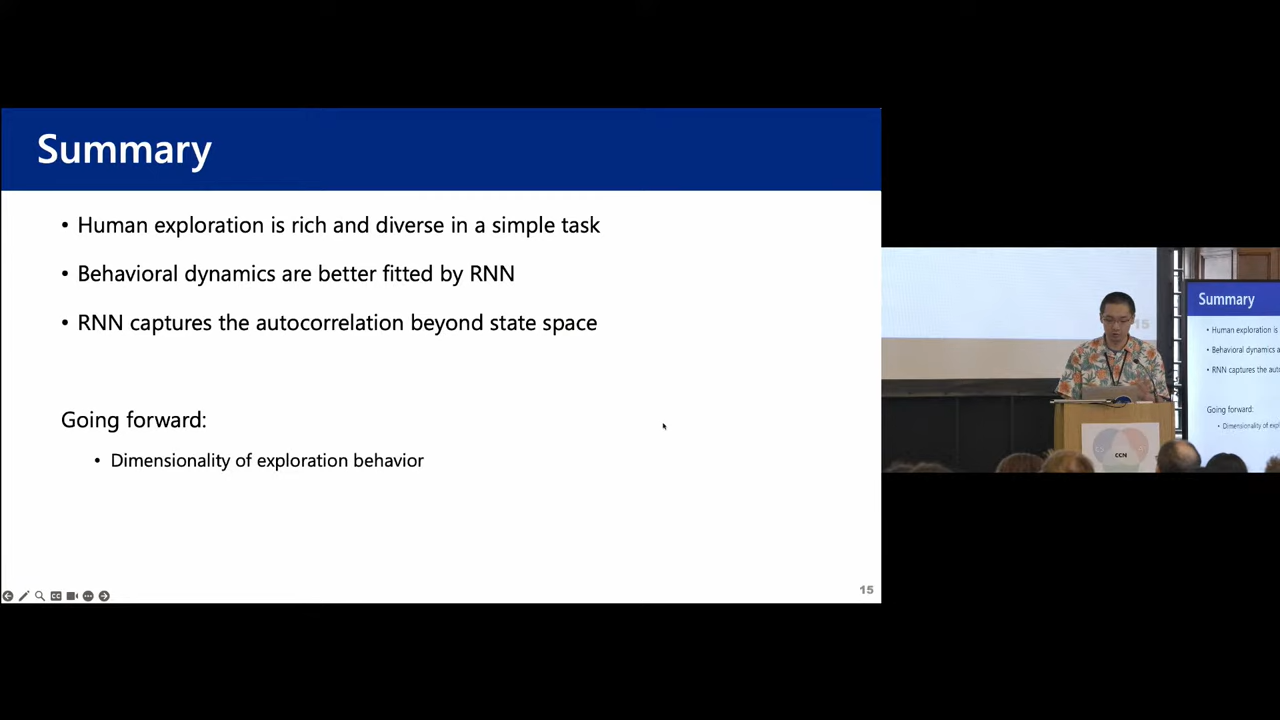 Summary
• Human exploration is rich and diverse in a simple task
• Behavioral dynamics are better fitted by RNN
• RNN captures the autocorrelation beyond state space
Going forward:
• Dimensionality of exploration behavior
15
15
CCN
Summary
• Human exploration is
• Behavioral dynamics a
• RNN captures the auto
Going forward:
• Dimensionality of expl